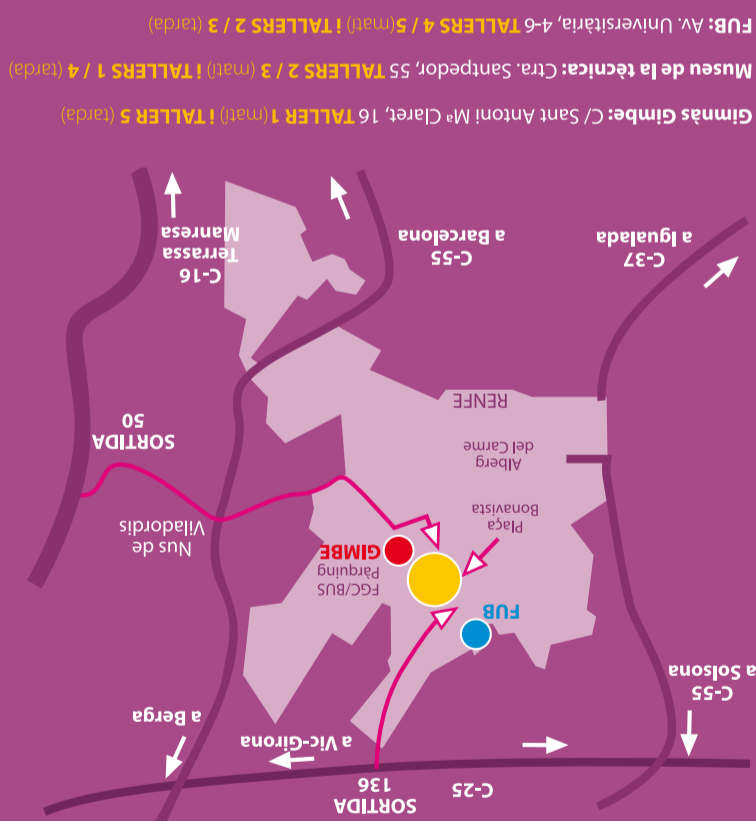 SORTIDA
136
C-25
a Vic-Girona
a Berga
C-55
a Solsona
FUB
FGC/BUS
Pàrquing
GIMBE
Nus de
Viladordis
Plaça
Bonavista
Alberg
del Carme
SORTIDA
50
RENFE
C-37
a Igualada
C-55
a Barcelona
C-16
Terrassa
Manresa
Gimnàs Gimbe: C/ Sant Antoni Mª Claret, 16 TALLER 1 (matí) i TALLERS 5 (tarda)
Museu de la tècnica: Ctra. Santpedor, 55 TALLERS 2 / 3 (matí) i TALLERS 1 / 4 (tarda)
FUB: Av. Universitària, 4-6 TALLERS 4 / 5(matí) i TALLERS 2 / 3 (tarda)